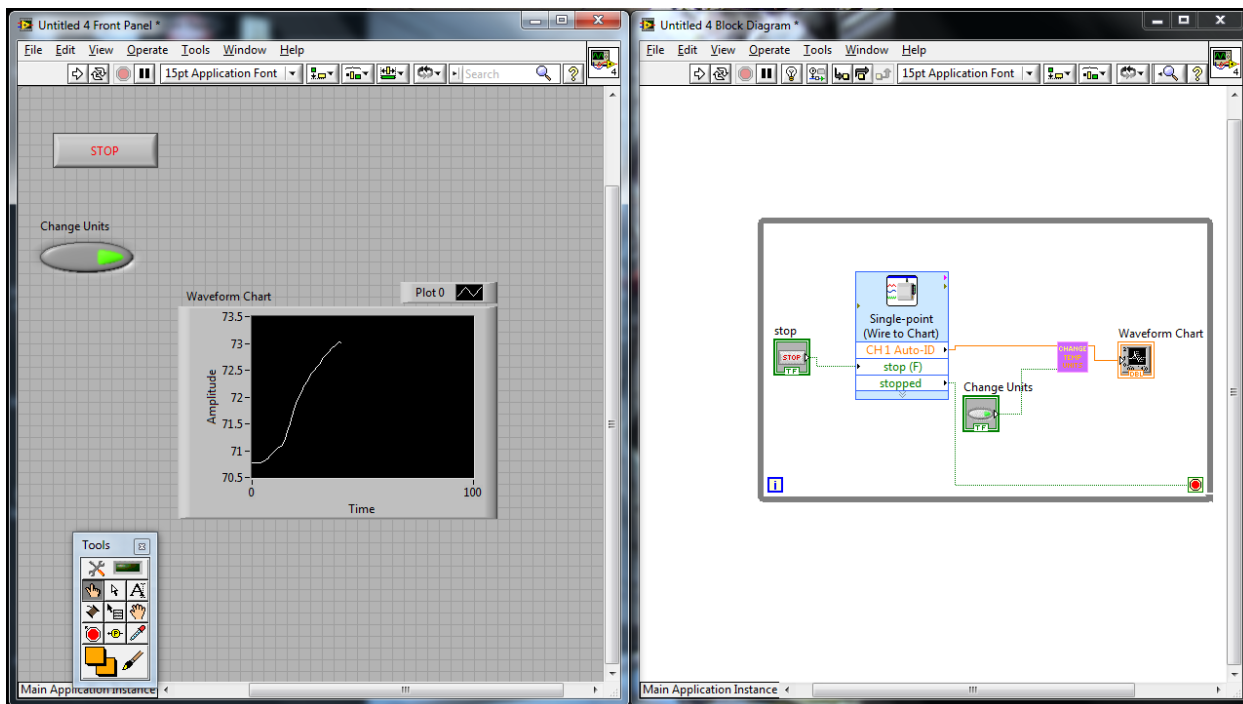 Untitled 4 Front Panel *
File Edit View Operate Tools Window Help
15pt Application Font
Search
4
STOP
Change Units
Waveform Chart
Plot 0
73.5
73
72.5
72
71.5
71
70.5
Amplitude
0
100
Time
Tools
Main Application Instance
Untitled 4 Block Diagram *
File Edit View Operate Tools Window Help
15pt Application Font
4
stop
STOP
TF
Single-point
(Wire to Chart)
CH 1 Auto-ID
stop (F)
stopped
CHANGE
TEMP
Waveform Chart
DBL
Change Units
TF
i
Main Application Instance